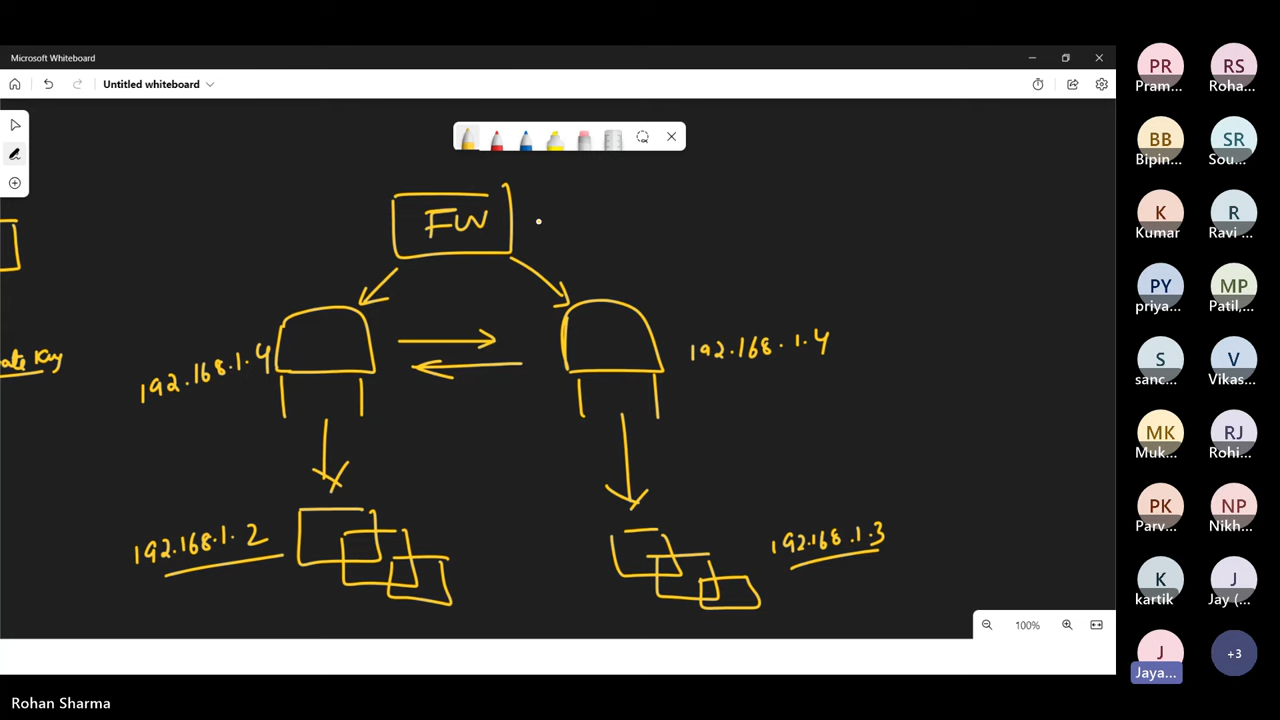 Microsoft Whiteboard
Untitled whiteboard
FW
192.168.1.4
192.168.1.4
ate Key
192.168.1.2
192.168.1.3
100%
PR
Pram...
RS
Roha...
BB
Bipin...
SR
Sou...
K
Kumar
R
Ravi ...
PY
priya...
MP
Patil,...
S
sanc...
V
Vikas...
MK
Muk...
RJ
Rohi...
PK
Parv...
NP
Nikh...
K
kartik
J
Jay (...
J
Jaya...
+3
Rohan Sharma